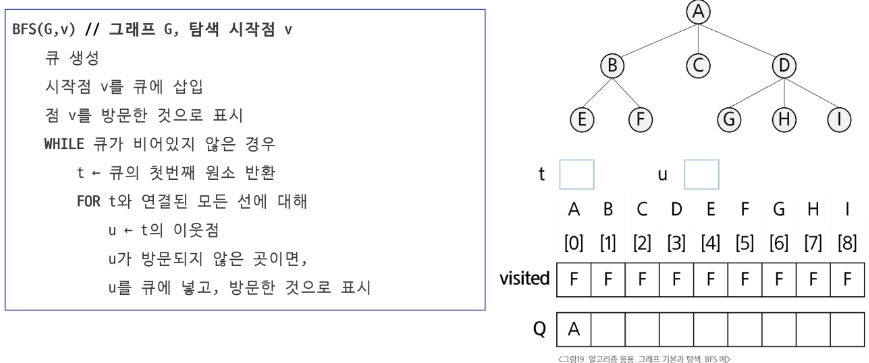 BFS(G,v) // 그래프 G, 탐색 시작점 v
큐 생성
시작점 v를 큐에 삽입
점 v를 방문한 것으로 표시
WHILE 큐가 비어있지 않은 경우
t ← 큐의 첫번째 원소 반환
FOR t와 연결된 모든 선에 대해
u ← t의 이웃점
u가 방문되지 않은 곳이면,
u를 큐에 넣고, 방문한 것으로 표시
A
B C D
E F G H I
t u
A B C D E F G H I
[0] [1] [2] [3] [4] [5] [6] [7] [8]
visited F F F F F F F F F
Q A
<그림19. 알고리즘 응용_그래프 기본과 탐색_BFS 예>